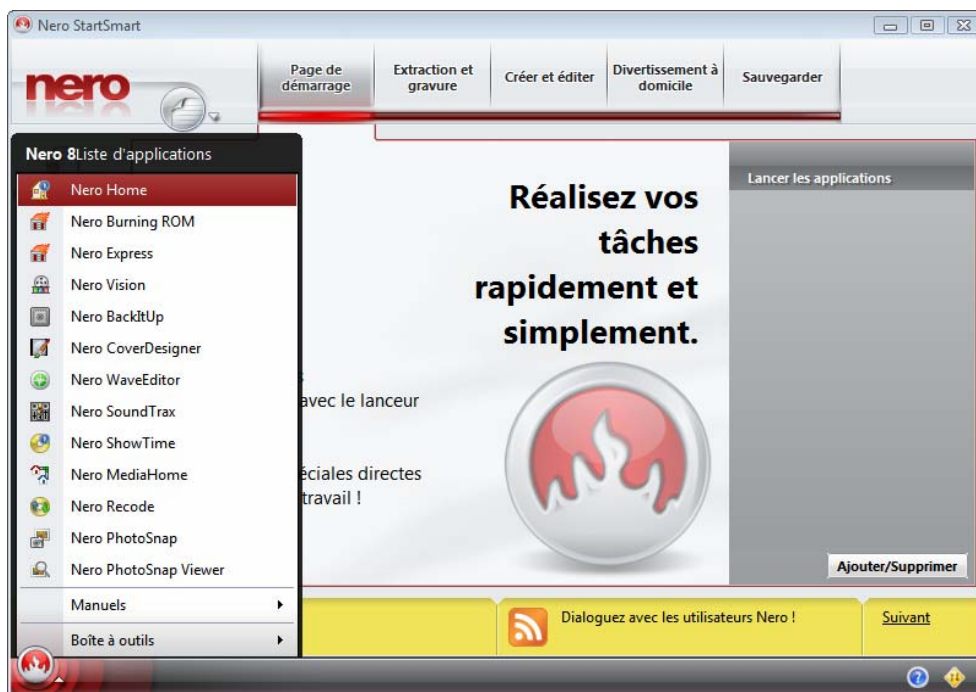 Nero StartSmart
nero
Page de
démarrage
Extraction et
gravure
Créer et éditer
Divertissement à
domicile
Sauvegarder
Nero 8Liste d'applications
Nero Home
Nero Burning ROM
Nero Express
Nero Vision
Nero BackItUp
Nero CoverDesigner
Nero WaveEditor
Nero SoundTrax
Nero ShowTime
Nero MediaHome
Nero Recode
Nero PhotoSnap
Nero PhotoSnap Viewer
Manuels
Boîte à outils
Réalisez vos
tâches
rapidement et
simplement.
avec le lanceur
éciales directes
travail !
Lancer les applications
Ajouter/Supprimer
Dialoguez avec les utilisateurs Nero !
Suivant